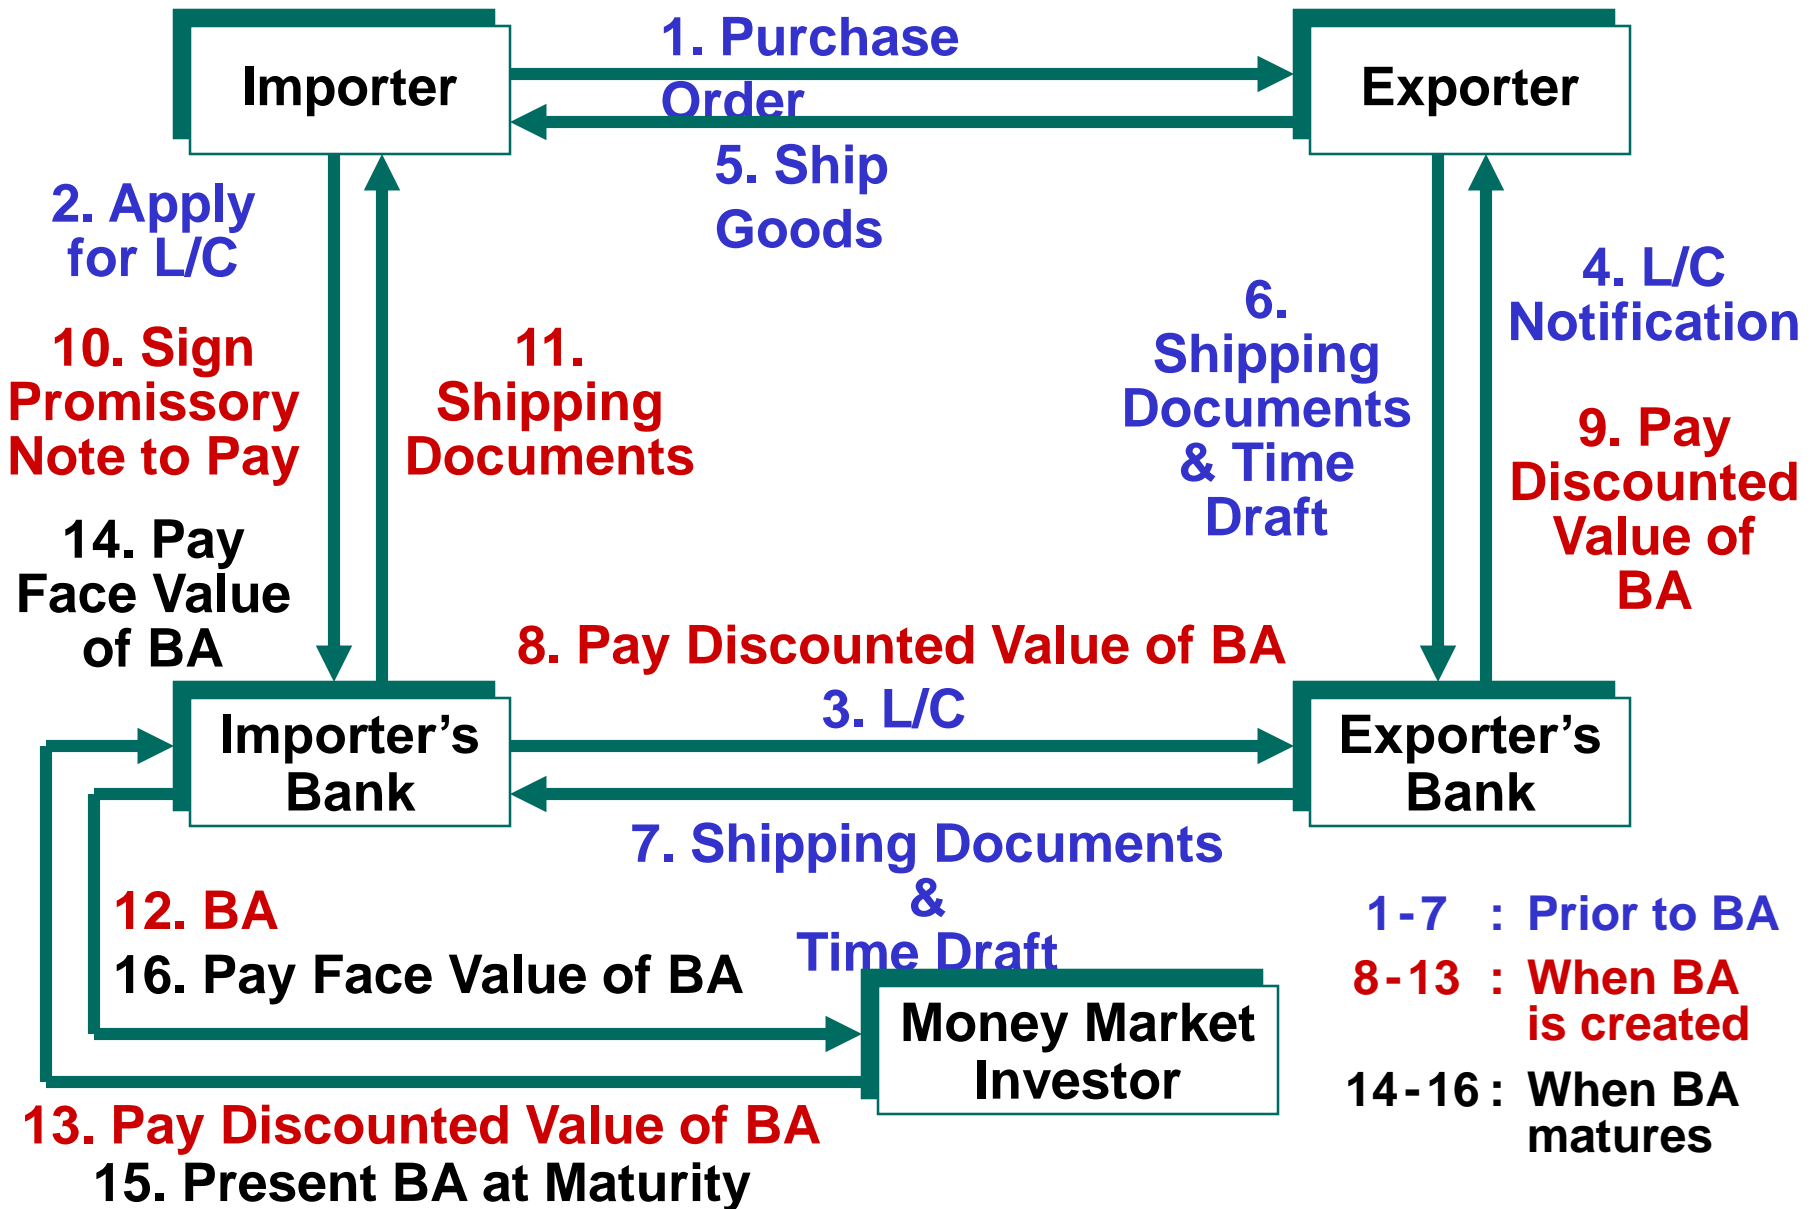 Importer
1. Purchase
Order
Exporter
5. Ship
Goods
2. Apply
for L/C
4. L/C
Notification
6.
Shipping
Documents
& Time
Draft
10. Sign
Promissory
Note to Pay
11.
Shipping
Documents
9. Pay
Discounted
Value of
BA
14. Pay
Face Value
of BA
8. Pay Discounted Value of BA
3. L/C
Importer’s
Bank
Exporter’s
Bank
7. Shipping Documents
&
Time Draft
12. BA
16. Pay Face Value of BA
Money Market
Investor
13. Pay Discounted Value of BA
15. Present BA at Maturity
1-7 : Prior to BA
8-13 : When BA
is created
14-16 : When BA
matures